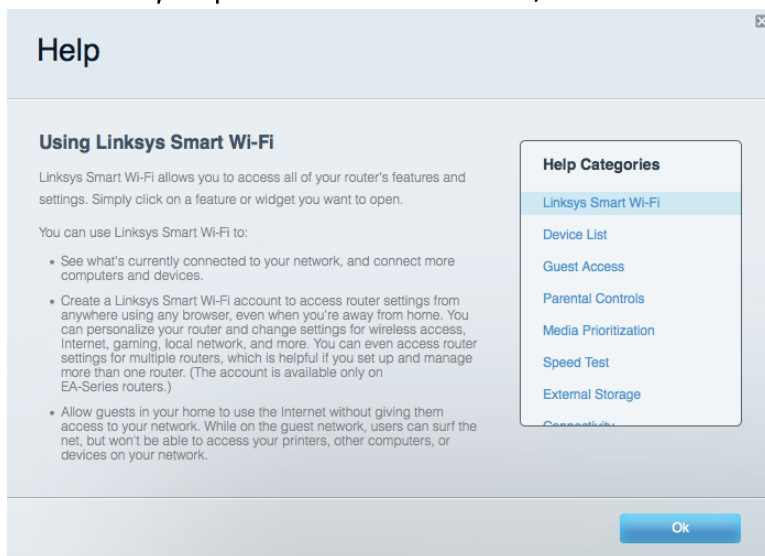 Help
Using Linksys Smart Wi-Fi
Linksys Smart Wi-Fi allows you to access all of your router's features and
settings. Simply click on a feature or widget you want to open.
You can use Linksys Smart Wi-Fi to:
• See what's currently connected to your network, and connect more
computers and devices.
• Create a Linksys Smart Wi-Fi account to access router settings from
anywhere using any browser, even when you're away from home. You
can personalize your router and change settings for wireless access,
Internet, gaming, local network, and more. You can even access router
settings for multiple routers, which is helpful if you set up and manage
more than one router. (The account is available only on
EA-Series routers.)
• Allow guests in your home to use the Internet without giving them
access to your network. While on the guest network, users can surf the
net, but won't be able to access your printers, other computers, or
devices on your network.
Help Categories
Linksys Smart Wi-Fi
Device List
Guest Access
Parental Controls
Media Prioritization
Speed Test
External Storage
Connectivity
Ok